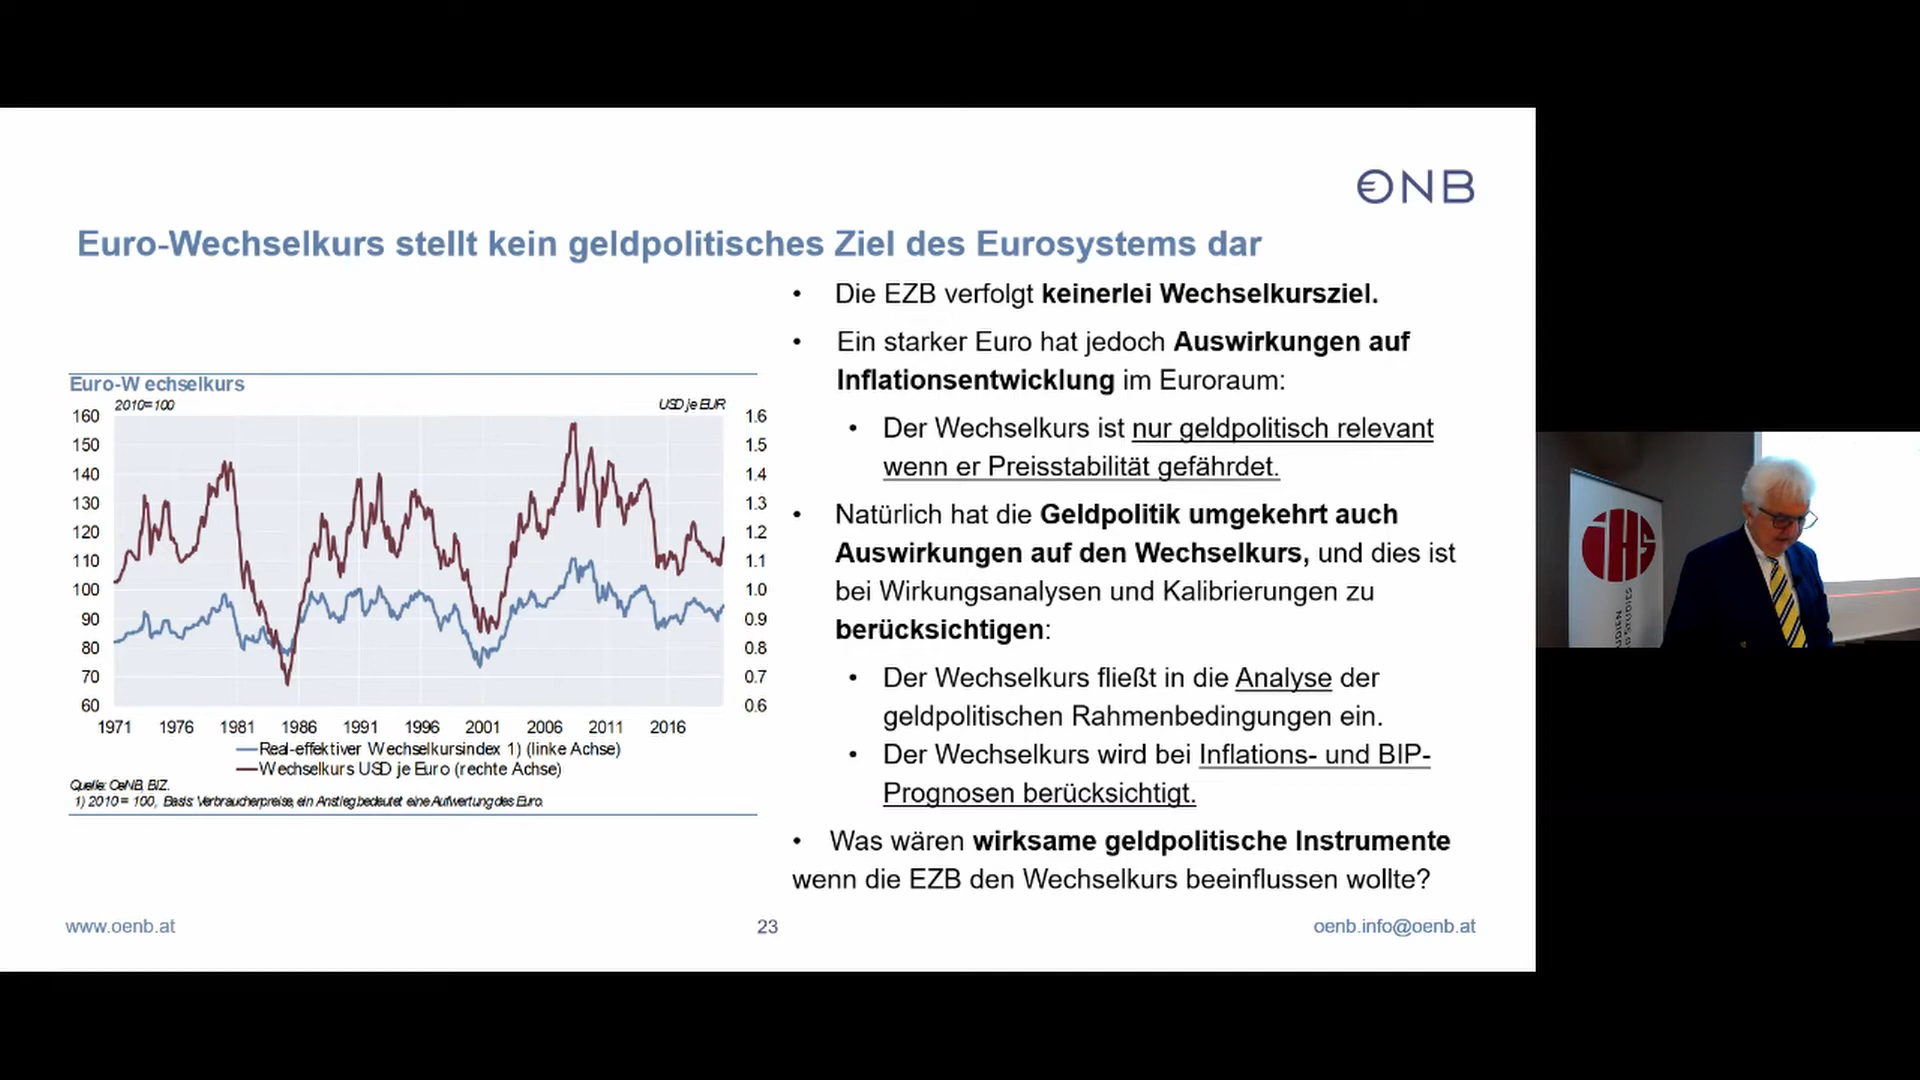 €NB
Euro-Wechselkurs stellt kein geldpolitisches Ziel des Eurosystems dar
Euro-W echselkurs
2010=100
USD je EUR
160
150
140
130
120
110
100
90
80
70
60
1.6
1.5
1.4
1.3
1.2
1.1
1.0
0.9
0.8
0.7
0.6
1971 1976 1981 1986 1991 1996 2001 2006 2011 2016
Real-effektiver Wechselkursindex 1) (linke Achse)
Wechselkurs USD je Euro (rechte Achse)
Quelle: OeNB, BIZ.
1) 2010 = 100, Basis: Verbraucherpreise, ein Anstieg bedeutet eine Aufwertung des Euro.
• Die EZB verfolgt keinerlei Wechselkursziel.
• Ein starker Euro hat jedoch Auswirkungen auf
Inflationsentwicklung im Euroraum:
• Der Wechselkurs ist nur geldpolitisch relevant
wenn er Preisstabilität gefährdet.
• Natürlich hat die Geldpolitik umgekehrt auch
Auswirkungen auf den Wechselkurs, und dies ist
bei Wirkungsanalysen und Kalibrierungen zu
berücksichtigen:
• Der Wechselkurs fließt in die Analyse der
geldpolitischen Rahmenbedingungen ein.
• Der Wechselkurs wird bei Inflations- und BIP-
Prognosen berücksichtigt.
• Was wären wirksame geldpolitische Instrumente
wenn die EZB den Wechselkurs beeinflussen wollte?
www.oenb.at
23
oenb.info@oenb.at
iHS